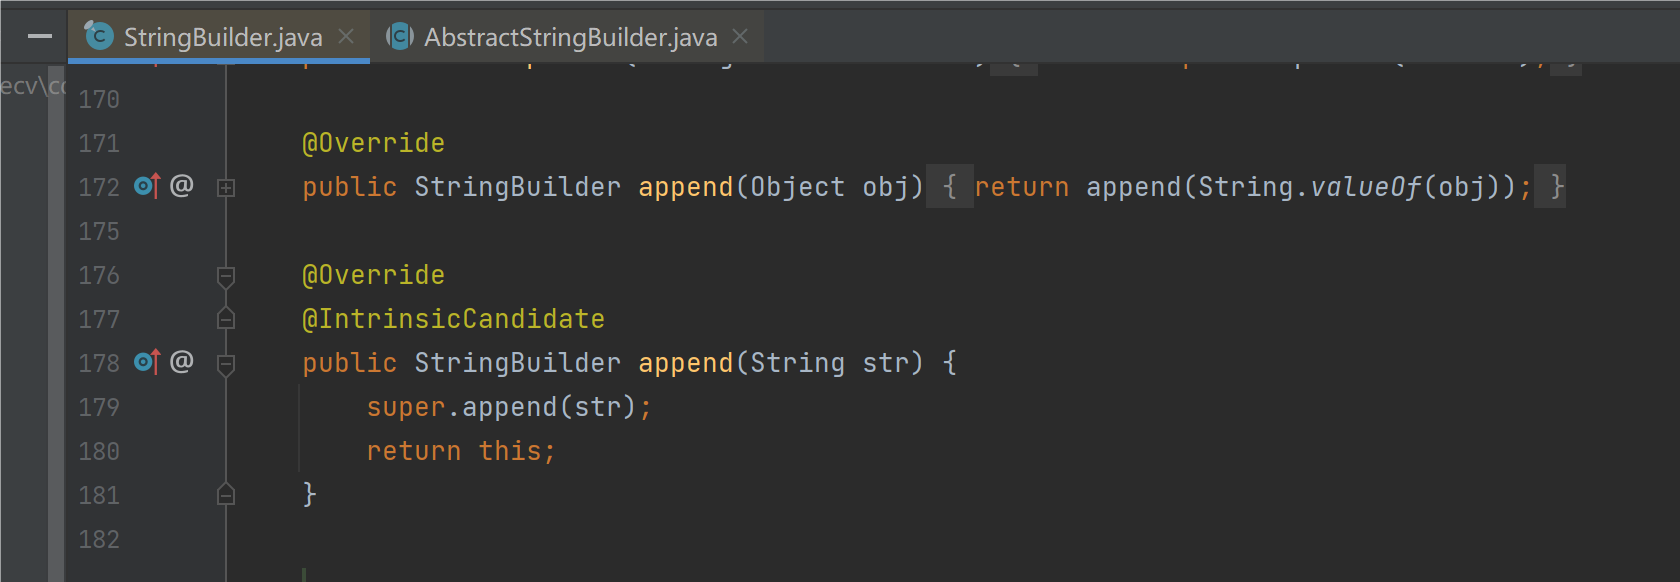 StringBuilder.java
AbstractStringBuilder.java
170
171 @Override
172 @ public StringBuilder append(Object obj) { return append(String.valueOf(obj)); }
175
176 @Override
177 @IntrinsicCandidate
178 @ public StringBuilder append(String str) {
179 super.append(str);
180 return this;
181 }
182